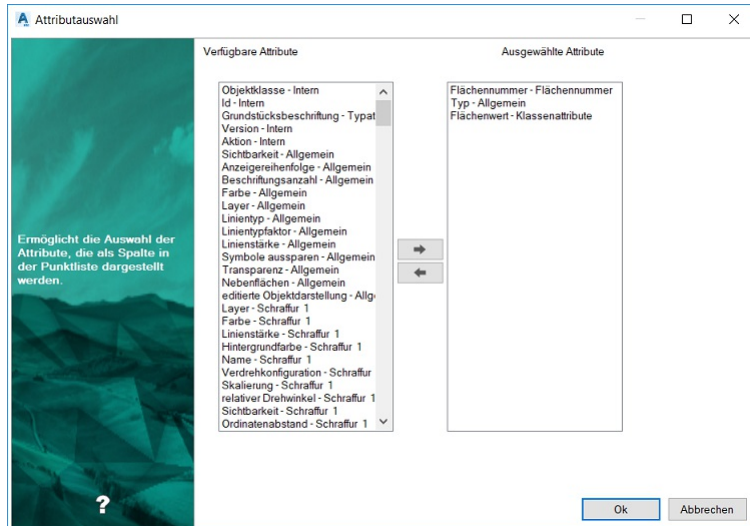 Attributauswahl
Verfügbare Attribute
Ausgewählte Attribute
Objektklasse - Intern
Id - Intern
Grundstücksbeschriftung - Typat
Version - Intern
Aktion - Intern
Sichtbarkeit - Allgemein
Anzeigereihenfolge - Allgemein
Beschriftungsanzahl - Allgemein
Farbe - Allgemein
Layer - Allgemein
Linientyp - Allgemein
Linientypfaktor - Allgemein
Linienstärke - Allgemein
Symbole aussparen - Allgemein
Transparenz - Allgemein
Nebenflächen - Allgemein
editierte Objektdarstellung - Allg
Layer - Schraffur 1
Farbe - Schraffur 1
Linienstärke - Schraffur 1
Hintergrundfarbe - Schraffur 1
Name - Schraffur 1
Verdrehkonfiguration - Schraffur
Skalierung - Schraffur 1
relativer Drehwinkel - Schraffur 1
Sichtbarkeit - Schraffur 1
Ordinatenabstand - Schraffur 1
Flächennummer - Flächennummer
Typ - Allgemein
Flächenwert - Klassenattribute
Ermöglicht die Auswahl der
Attribute, die als Spalte in
der Punktliste dargestellt
werden.
?
Ok
Abbrechen